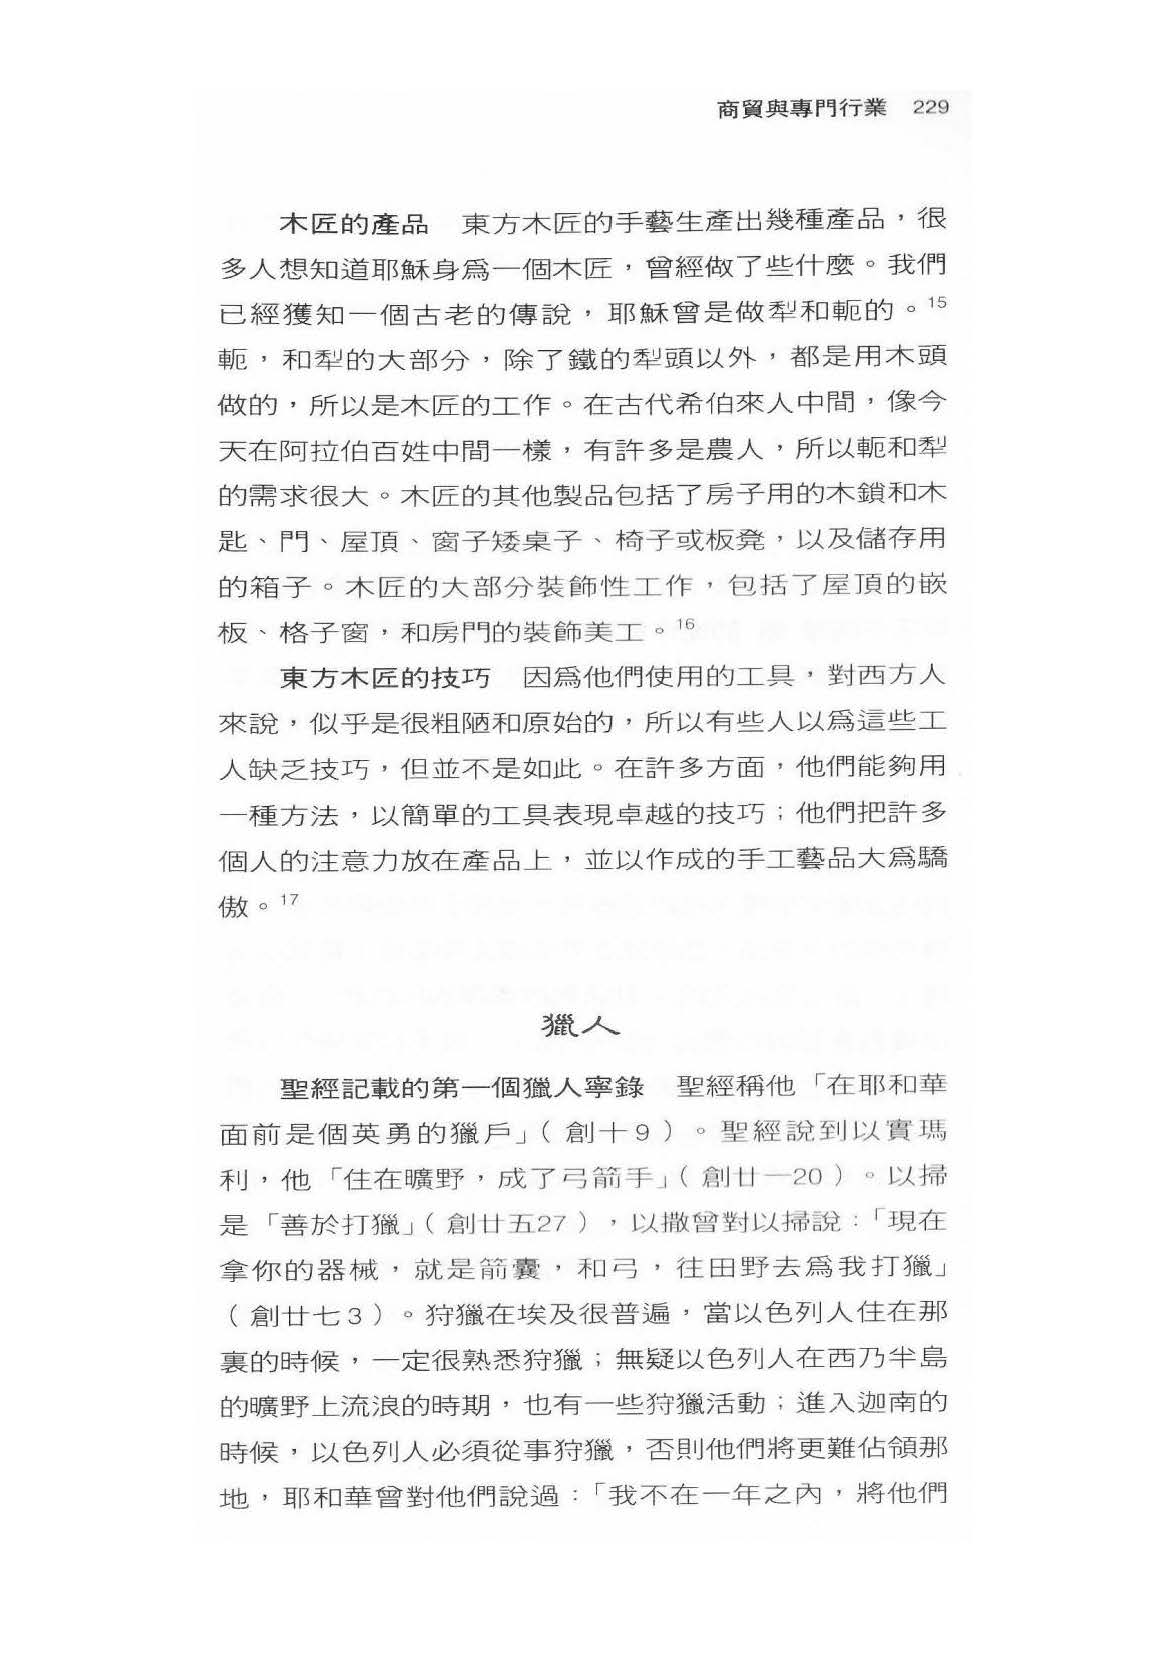 商貿與專門行業 229
木匠的產品 東方木匠的手藝生產出幾種產品，很
多人想知道耶穌身爲一個木匠，曾經做了些什麼。我們
已經獲知一個古老的傳說，耶穌曾是做犁和軛的。15
軛，和犁的大部分，除了鐵的犁頭以外，都是用木頭
做的，所以是木匠的工作。在古代希伯來人中間，像今
天在阿拉伯百姓中間一樣，有許多是農人，所以軛和犁
的需求很大。木匠的其他製品包括了房子用的木鎖和木
匙、門、屋頂、窗子矮桌子、椅子或板凳，以及儲存用
的箱子。木匠的大部分裝飾性工作，包括了屋頂的嵌
板、格子窗，和房門的裝飾美工。16
東方木匠的技巧 因爲他們使用的工具，對西方人
來說，似乎是很粗陋和原始的，所以有些人以爲這些工
人缺乏技巧，但並不是如此。在許多方面，他們能夠用
一種方法，以簡單的工具表現卓越的技巧；他們把許多
個人的注意力放在產品上，並以作成的手工藝品大爲驕
傲。17
獵人
聖經記載的第一個獵人寧錄 聖經稱他「在耶和華
面前是個英勇的獵戶」（創十9）。聖經說到以實瑪
利，他「住在曠野，成了弓箭手」（創廿一20）。以掃
是「善於打獵」（創廿五27），以撒曾對以掃說：「現在
拿你的器械，就是箭囊，和弓，往田野去爲我打獵」
（創廿七3）。狩獵在埃及很普遍，當以色列人住在那
裏的時候，一定很熟悉狩獵；無疑以色列人在西乃半島
的曠野上流浪的時期，也有一些狩獵活動；進入迦南的
時候，以色列人必須從事狩獵，否則他們將更難佔領那
地，耶和華曾對他們說過：「我不在一年之內，將他們